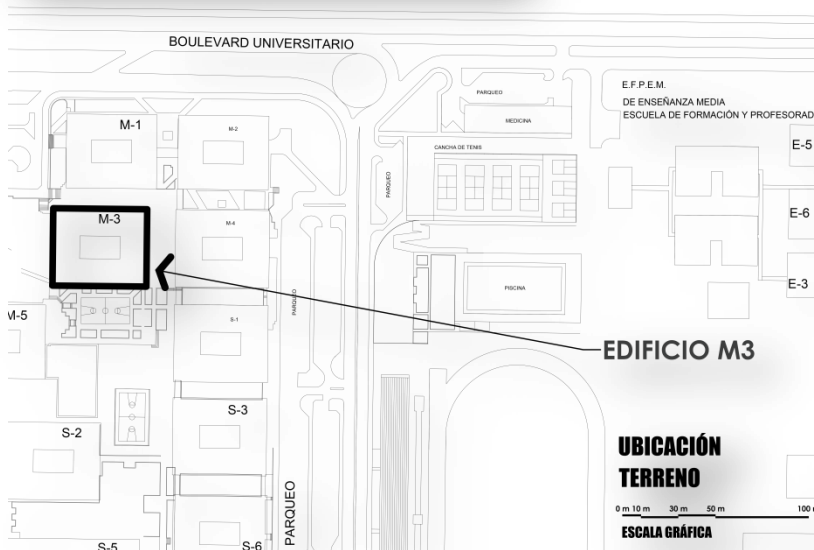 BOULEVARD UNIVERSITARIO
E.F.P.E.M.
DE ENSEÑANZA MEDIA
ESCUELA DE FORMACIÓN Y PROFESORAD
PARQUEO
MEDICINA
M-1
M-2
CANCHA DE TENIS
E-5
PARQUEO
M-3
M-4
E-6
E-3
PISCINA
PARQUEO
M-5
S-1
EDIFICIO M3
S-3
S-2
UBICACIÓN
TERRENO
0 m 10 m 30 m 50 m 100 m
ESCALA GRÁFICA
PARQUEO
S-5
S-6